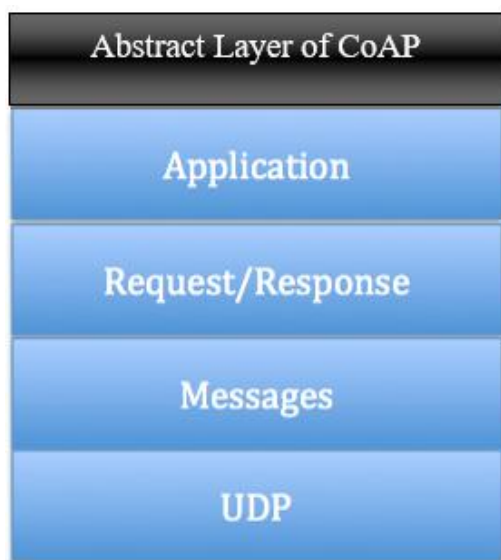 Abstract Layer of CoAP
Application
Request/Response
Messages
UDP